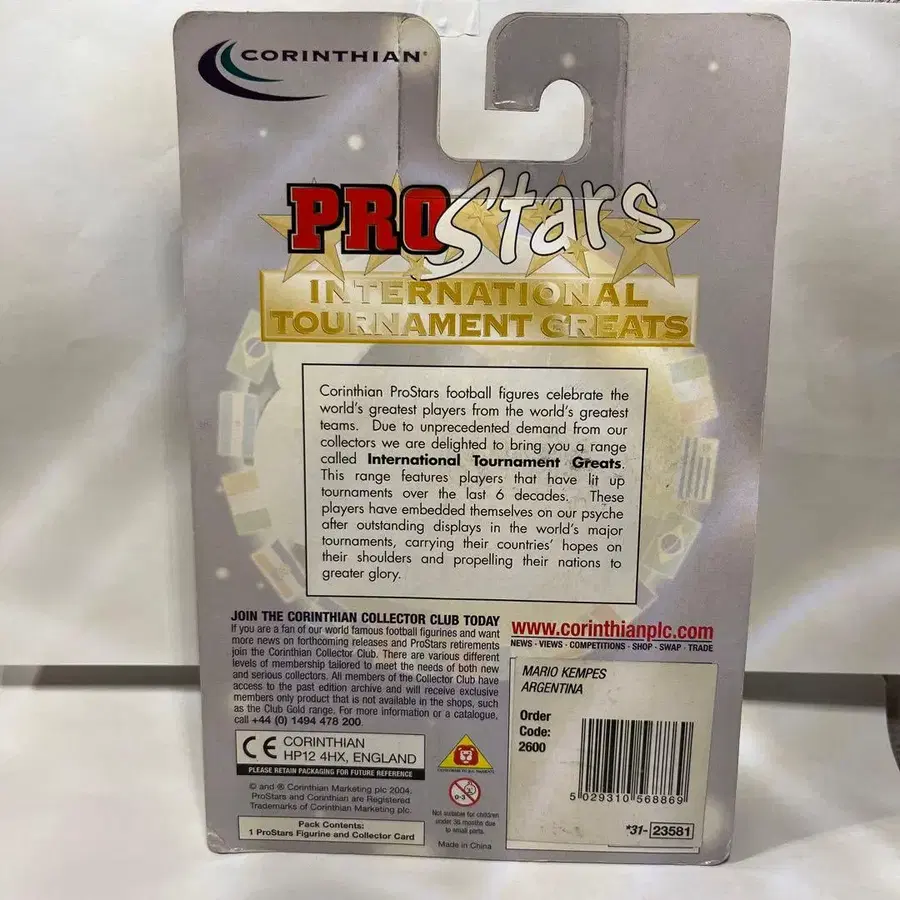 CORINTHIAN®
PROStars
INTERNATIONAL
TOURNAMENT GREATS
Corinthian ProStars football figures celebrate the
world's greatest players from the world's greatest
teams. Due to unprecedented demand from our
collectors we are delighted to bring you a range
called International Tournament Greats.
This range features players that have lit up
tournaments over the last 6 decades. These
players have embedded themselves on our psyche
after outstanding displays in the world's major
tournaments, carrying their countries' hopes on
their shoulders and propelling their nations to
greater glory.
JOIN THE CORINTHIAN COLLECTOR CLUB TODAY
If you are a fan of our world famous football figurines and want
more news on forthcoming releases and ProStars retirements
join the Corinthian Collector Club. There are various different
levels of membership tailored to meet the needs of both new
and serious collectors. All members of the Collector Club have
access to the past edition archive and will receive exclusive
members only product that is not available in the shops, such
as the Club Gold range. For more information or a catalogue,
call +44 (0) 1494 478 200.
www.corinthianplc.com
NEWS - VIEWS - COMPETITIONS - SHOP - SWAP - TRADE
MARIO KEMPES
ARGENTINA
Order
Code:
2600
5 029310 568869
*31- 23581
CE CORINTHIAN
HP12 4HX, ENGLAND
PLEASE RETAIN PACKAGING FOR FUTURE REFERENCE
© and ® Corinthian Marketing plc 2004.
ProStars and Corinthian are Registered
Trademarks of Corinthian Marketing plc.
Pack Contents:
1 ProStars Figurine and Collector Card
0-3
Not suitable for children
under 36 months due
to small parts.
Made in China